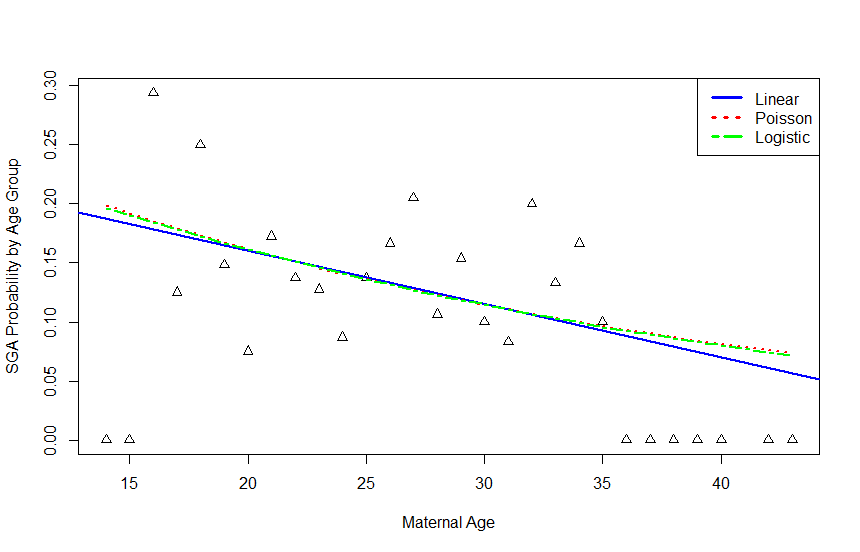 SGA Probability by Age Group
0.30
0.25
0.20
0.15
0.10
0.05
0.00
15 20 25 30 35 40
Maternal Age
Linear
Poisson
Logistic